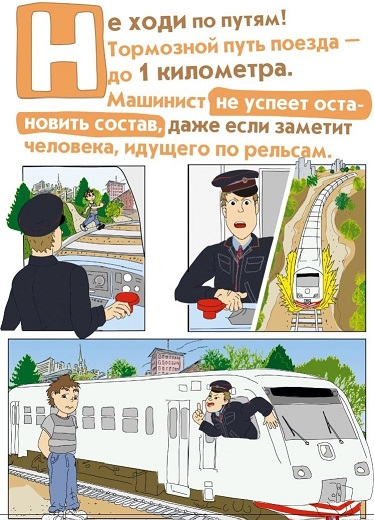 Не ходи по путям!
Тормозной путь поезда —
до 1 километра.
Машинист не успеет оста-
новить состав, даже если заметит
человека, идущего по рельсам.